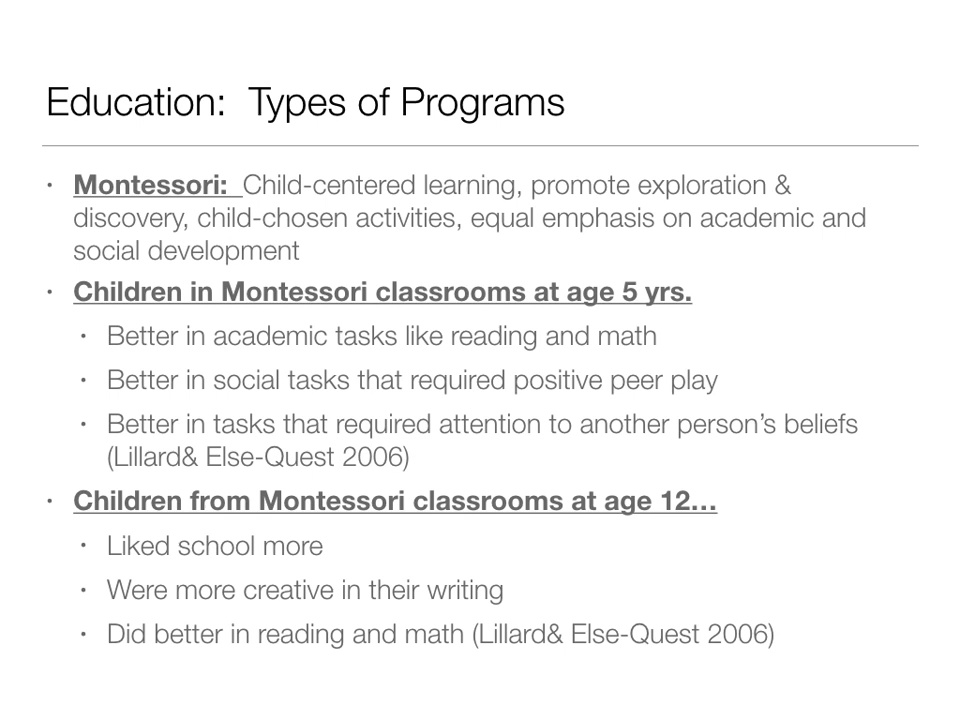 Education:  Types of Programs
• Montessori:  Child-centered learning, promote exploration &
discovery, child-chosen activities, equal emphasis on academic and
social development
• Children in Montessori classrooms at age 5 yrs.
• Better in academic tasks like reading and math
• Better in social tasks that required positive peer play
• Better in tasks that required attention to another person’s beliefs
(Lillard& Else-Quest 2006)
• Children from Montessori classrooms at age 12…
• Liked school more
• Were more creative in their writing
• Did better in reading and math (Lillard& Else-Quest 2006)